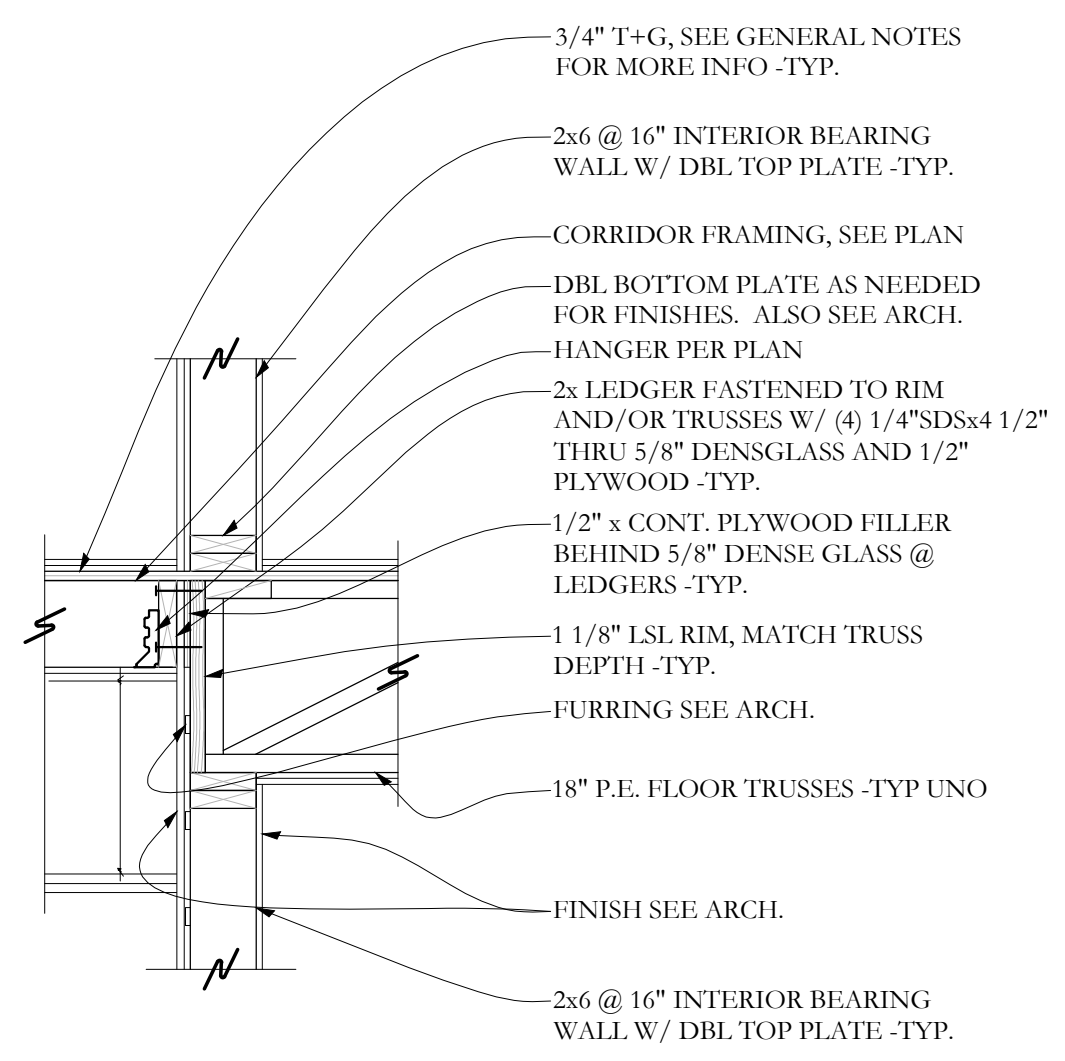 3/4" T+G, SEE GENERAL NOTES
FOR MORE INFO -TYP.
2x6 @ 16" INTERIOR BEARING
WALL W/ DBL TOP PLATE -TYP.
CORRIDOR FRAMING, SEE PLAN
DBL BOTTOM PLATE AS NEEDED
FOR FINISHES.  ALSO SEE ARCH.
HANGER PER PLAN
2x LEDGER FASTENED TO RIM
AND/OR TRUSSES W/ (4) 1/4"SDSx4 1/2"
THRU 5/8" DENSGLASS AND 1/2"
PLYWOOD -TYP.
1/2" x CONT. PLYWOOD FILLER
BEHIND 5/8" DENSE GLASS @
LEDGERS -TYP.
1 1/8" LSL RIM, MATCH TRUSS
DEPTH -TYP.
FURRING SEE ARCH.
18" P.E. FLOOR TRUSSES -TYP UNO
FINISH SEE ARCH.
2x6 @ 16" INTERIOR BEARING
WALL W/ DBL TOP PLATE -TYP.